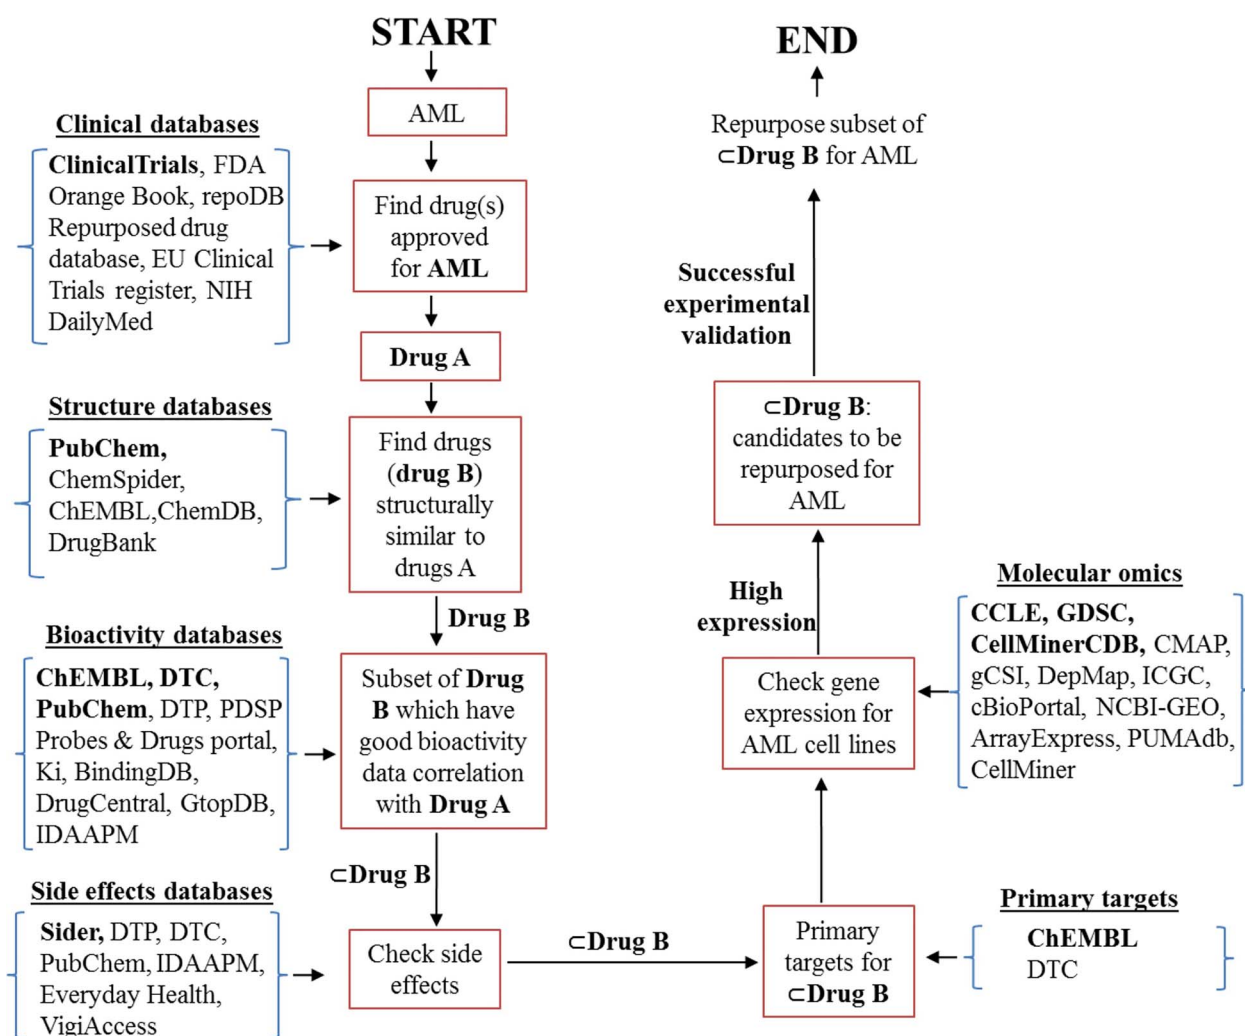 START
AML
Clinical databases
ClinicalTrials, FDA
Orange Book, repoDB
Repurposed drug
database, EU Clinical
Trials register, NIH
DailyMed
Find drug(s)
approved
for AML
Drug A
Structure databases
PubChem,
ChemSpider,
ChEMBL,ChemDB,
DrugBank
Find drugs
(drug B)
structurally
similar to
drugs A
Drug B
Bioactivity databases
ChEMBL, DTC,
PubChem, DTP, PDSP
Probes & Drugs portal,
Ki, BindingDB,
DrugCentral, GtopDB,
IDAAPM
Subset of Drug
B which have
good bioactivity
data correlation
with Drug A
⊂Drug B
Side effects databases
Sider, DTP, DTC,
PubChem, IDAAPM,
Everyday Health,
VigiAccess
Check side
effects
⊂Drug B
Primary
targets for
⊂Drug B
Primary targets
ChEMBL
DTC
Check gene
expression for
AML cell lines
Molecular omics
CCLE, GDSC,
CellMinerCDB, CMAP,
gCSI, DepMap, ICGC,
cBioPortal, NCBI-GEO,
ArrayExpress, PUMAdb,
CellMiner
High
expression
⊂Drug B:
candidates to be
repurposed for
AML
Successful
experimental
validation
Repurpose subset of
⊂Drug B for AML
END